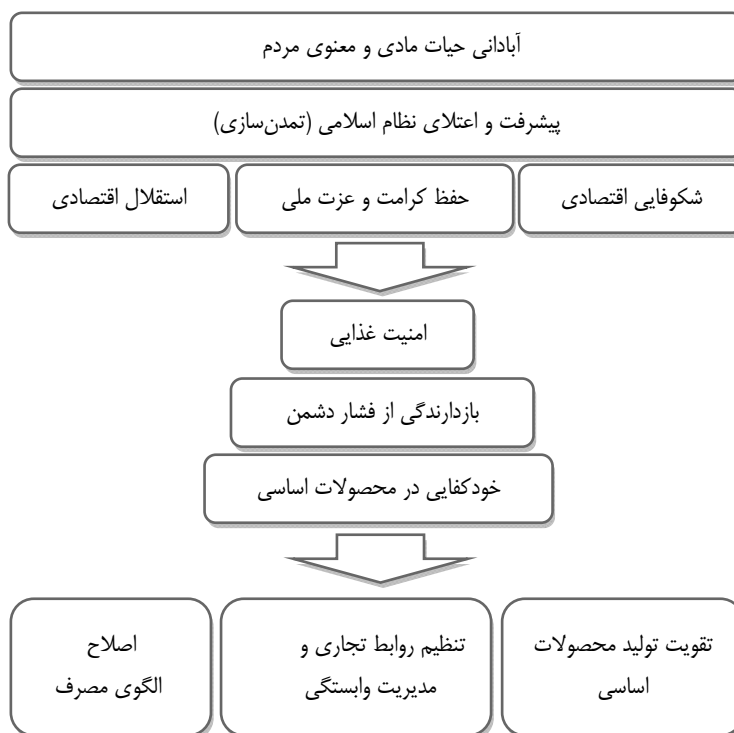 آبادانی حیات مادی و معنوی مردم
پیشرفت و اعتلای نظام اسلامی (تمدن‌سازی)
شکوفایی اقتصادی
حفظ کرامت و عزت ملی
استقلال اقتصادی
امنیت غذایی
بازدارندگی از فشار دشمن
خودکفایی در محصولات اساسی
تقویت تولید محصولات
اساسی
تنظیم روابط تجاری و
مدیریت وابستگی
اصلاح
الگوی مصرف